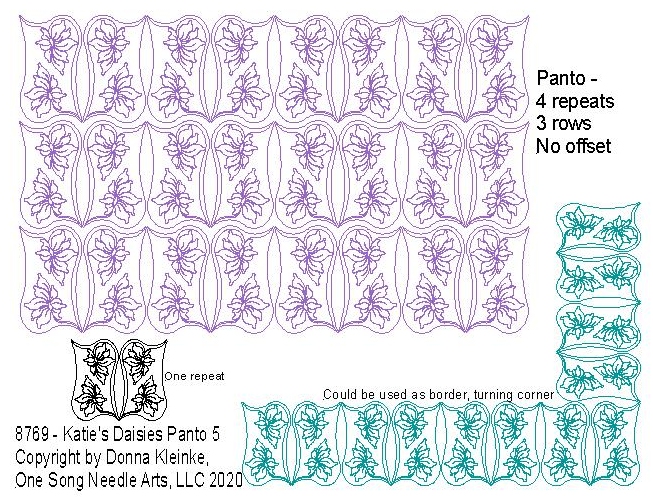 Panto -
4 repeats
3 rows
No offset
One repeat
Could be used as border, turning corner
8769 - Katie's Daisies Panto 5
Copyright by Donna Kleinke,
One Song Needle Arts, LLC 2020